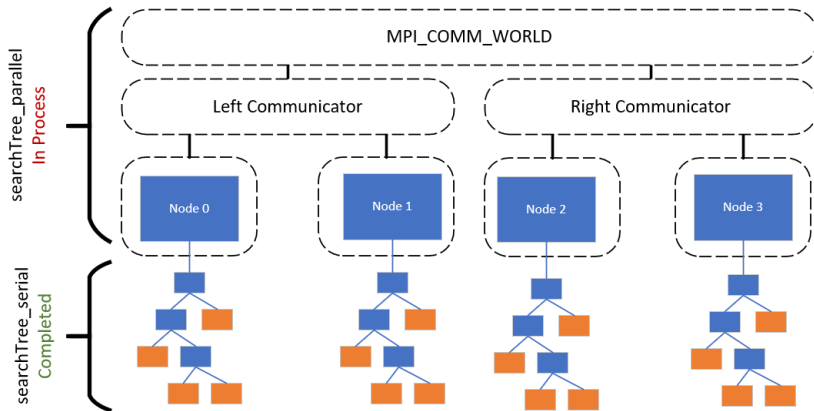 MPI_COMM_WORLD
Left Communicator
Right Communicator
searchTree_parallel
In Process
Node 0
Node 1
Node 2
Node 3
searchTree_serial
Completed